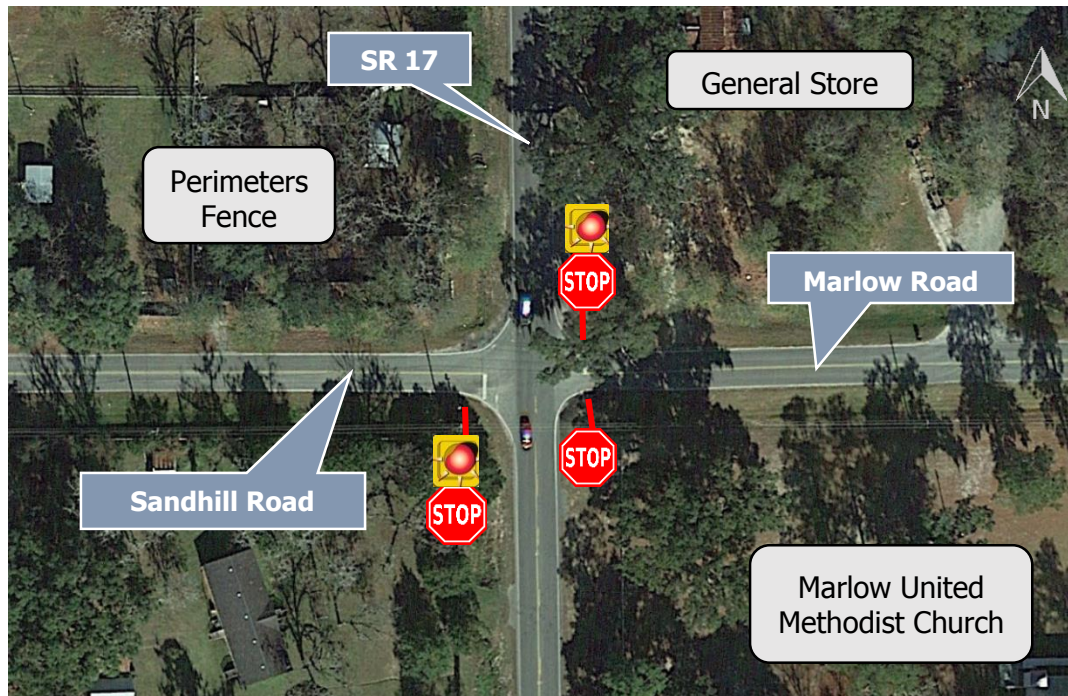 SR 17
General Store
N
Perimeters
Fence
STOP
Marlow Road
STOP
STOP
Sandhill Road
Marlow United
Methodist Church